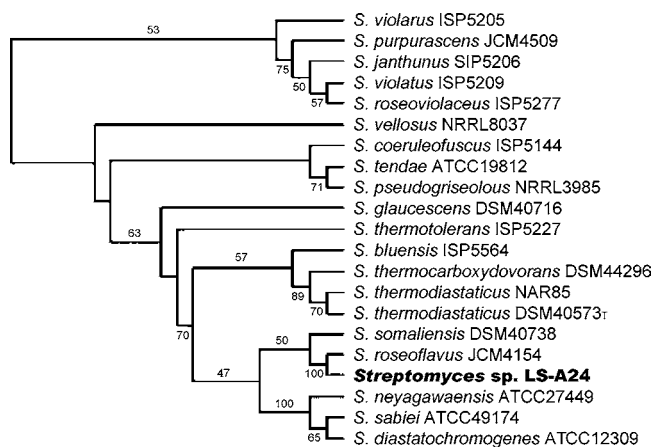 53
S. violarus ISP5205
S. purpurascens JCM4509
75
S. janthunus SIP5206
50
S. violatus ISP5209
57
S. roseoviolaceus ISP5277
S. vellosus NRRL8037
S. coeruleofuscus ISP5144
S. tendae ATCC19812
71
S. pseudogriseolous NRRL3985
S. glaucescens DSM40716
63
S. thermotolerans ISP5227
57
S. bluensis ISP5564
S. thermocarboxydovorans DSM44296
89
S. thermodiastaticus NAR85
70
S. thermodiastaticus DSM40573T
70
50
S. somaliensis DSM40738
S. roseoflavus JCM4154
47
100
Streptomyces sp. LS-A24
S. neyagawaensis ATCC27449
100
S. sabiei ATCC49174
65
S. diastatochromogenes ATCC12309